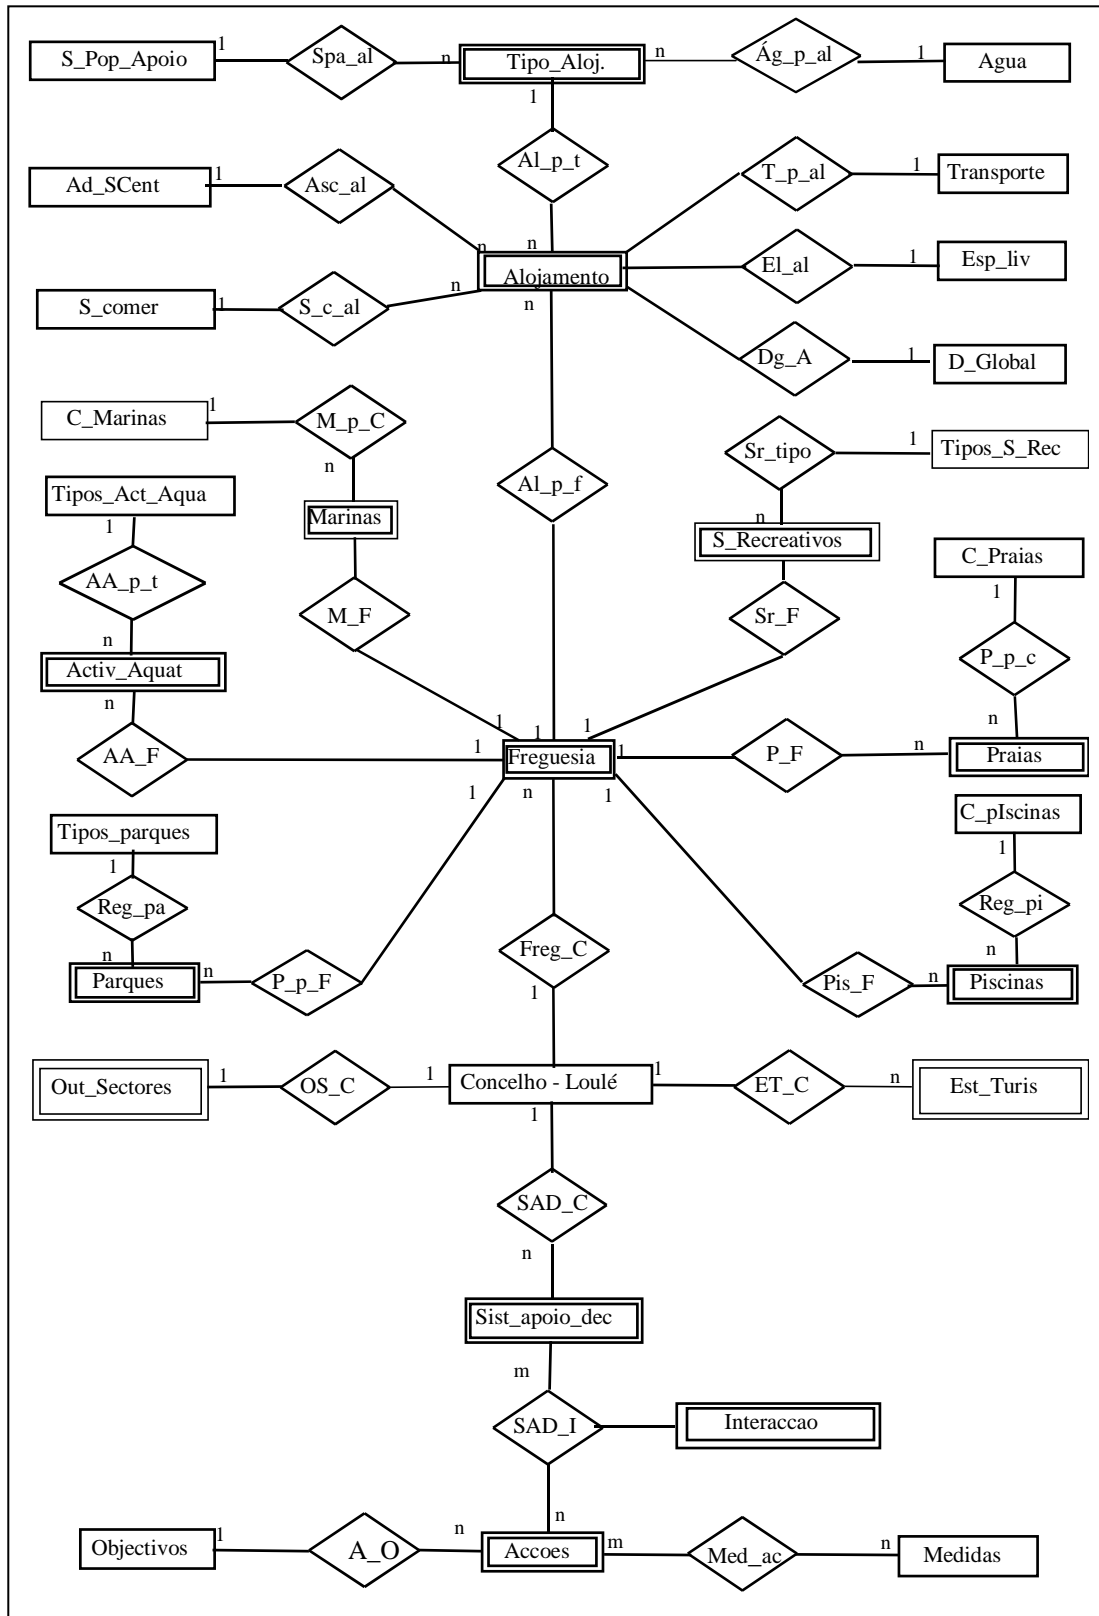 S_Pop_Apoio 1 Spa_al n Tipo_Aloj. n Ág_p_al 1 Agua
1
Al_p_t
Ad_SCent 1 Asc_al T_p_al 1 Transporte
n n
Alojamento El_al 1 Esp_liv
S_comer 1 S_c_al n n
Dg_A 1 D_Global
C_Marinas 1 M_p_C
n
Sr_tipo 1 Tipos_S_Rec
Tipos_Act_Aqua Al_p_f
1 Marinas n S_Recreativos
C_Praias
1
AA_p_t M_F Sr_F
n P_p_c
Activ_Aquat
n n
1 1 1
AA_F 1 Freguesia 1 P_F n Praias
1 n 1
Tipos_parques C_pIscinas
1 1
Reg_pa Reg_pi
n n
Freg_C
Parques n P_p_F 1 Pis_F n Piscinas
Out_Sectores 1 OS_C 1 Concelho - Loulé 1 ET_C n Est_Turis
1
SAD_C
n
Sist_apoio_dec
m
SAD_I Interaccao
n
Objectivos 1 A_O n Accoes m Med_ac n Medidas